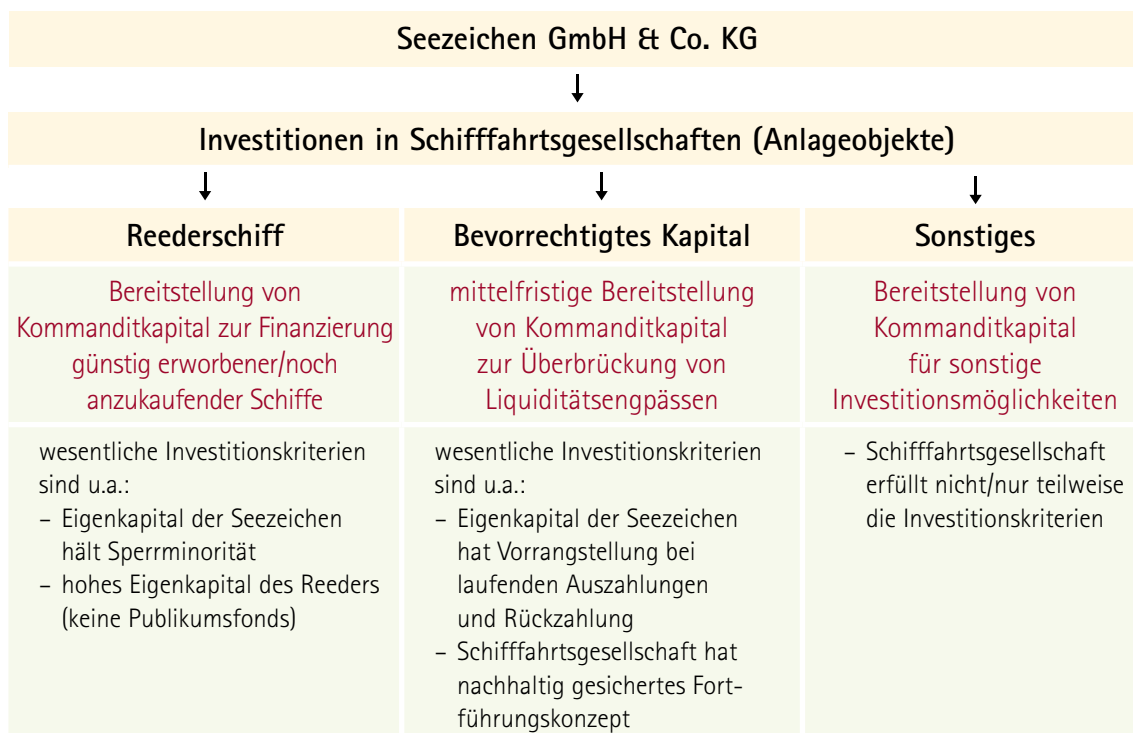 Seezeichen GmbH & Co. KG
Investitionen in Schifffahrtsgesellschaften (Anlageobjekte)
Reederschiff
Bereitstellung von
Kommanditkapital zur Finanzierung
günstig erworbener/noch
anzukaufender Schiffe
wesentliche Investitionskriterien
sind u.a.:
– Eigenkapital der Seezeichen
hält Sperrminorität
– hohes Eigenkapital des Reeders
(keine Publikumsfonds)
Bevorrechtigtes Kapital
mittelfristige Bereitstellung
von Kommanditkapital
zur Überbrückung von
Liquiditätsengpässen
wesentliche Investitionskriterien
sind u.a.:
– Eigenkapital der Seezeichen
hat Vorrangstellung bei
laufenden Auszahlungen
und Rückzahlung
– Schifffahrtsgesellschaft hat
nachhaltig gesichertes Fort-
führungskonzept
Sonstiges
Bereitstellung von
Kommanditkapital
für sonstige
Investitionsmöglichkeiten
– Schifffahrtsgesellschaft
erfüllt nicht/nur teilweise
die Investitionskriterien